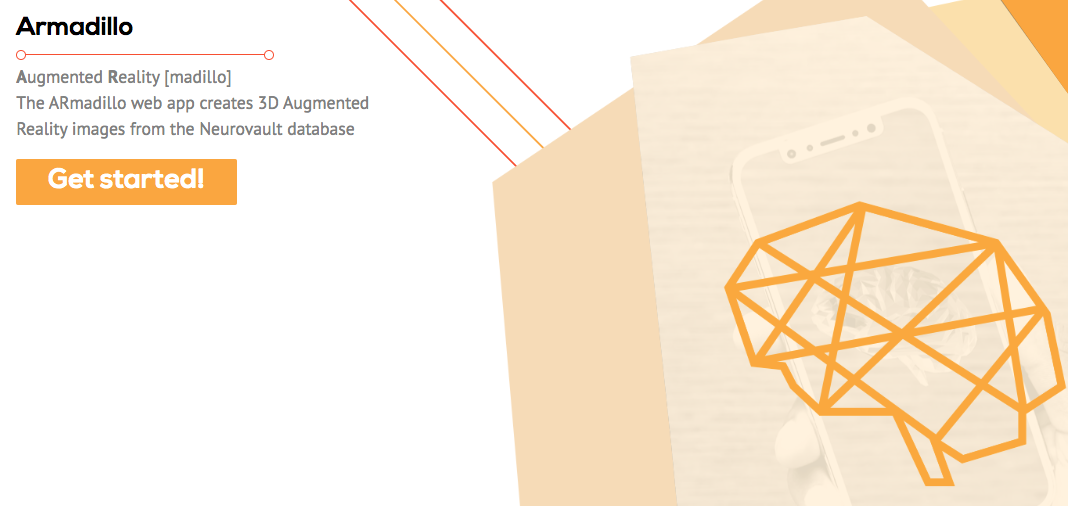 Armadillo
Augmented Reality [madillo]
The ARmadillo web app creates 3D Augmented
Reality images from the Neurovault database
Get started!